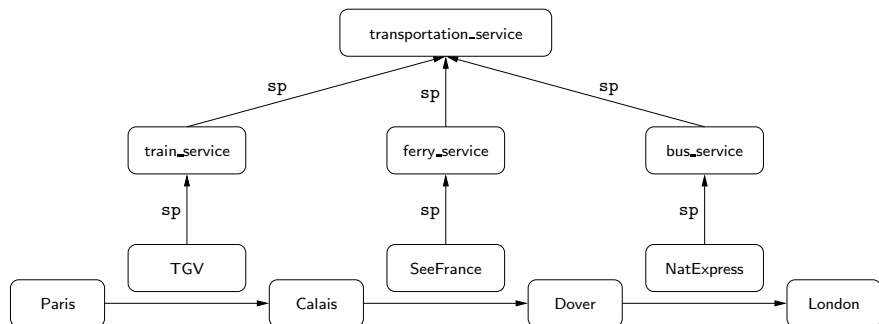 transportation_service
sp sp sp
train_service ferry_service bus_service
sp sp sp
TGV SeeFrance NatExpress
Paris Calais Dover London